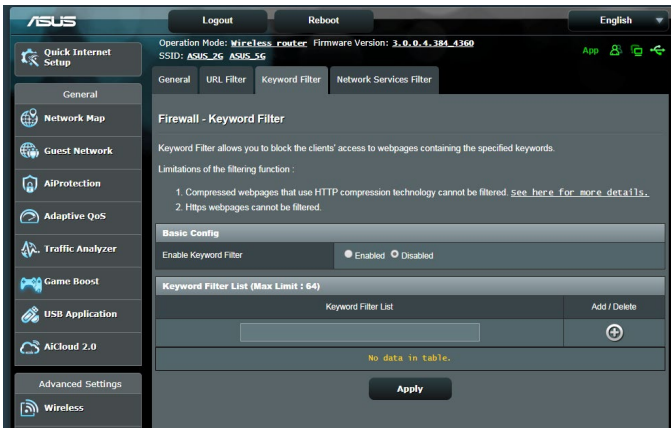 ASUS
Logout
Reboot
English
Quick Internet
Setup
General
Network Map
Guest Network
AiProtection
Adaptive QoS
Traffic Analyzer
Game Boost
USB Application
AiCloud 2.0
Advanced Settings
Wireless
Operation Mode: Wireless router Firmware Version: 3.0.0.4.384_4360
SSID: ASUS_2G ASUS_5G
App
General
URL Filter
Keyword Filter
Network Services Filter
Firewall - Keyword Filter
Keyword Filter allows you to block the clients' access to webpages containing the specified keywords.
Limitations of the filtering function :
1. Compressed webpages that use HTTP compression technology cannot be filtered. See here for more details.
2. Https webpages cannot be filtered.
Basic Config
Enable Keyword Filter
Enabled Disabled
Keyword Filter List (Max Limit : 64)
Keyword Filter List
Add / Delete
No data in table.
Apply